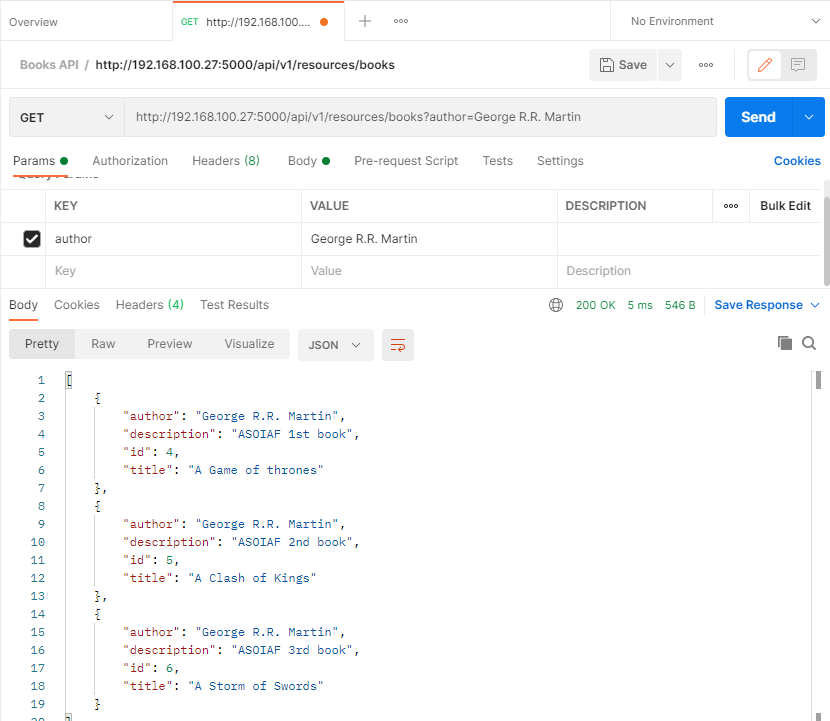 Overview
GET http://192.168.100....
No Environment
Books API / http://192.168.100.27:5000/api/v1/resources/books
Save
GET http://192.168.100.27:5000/api/v1/resources/books?author=George R.R. Martin Send
Params Authorization Headers (8) Body Pre-request Script Tests Settings Cookies
Query Params
KEY VALUE DESCRIPTION Bulk Edit
author George R.R. Martin
Key Value Description
Body Cookies Headers (4) Test Results 200 OK 5 ms 546 B Save Response
Pretty Raw Preview Visualize JSON
1 [
2 {
3 "author": "George R.R. Martin",
4 "description": "ASOIAF 1st book",
5 "id": 4,
6 "title": "A Game of thrones"
7 },
8 {
9 "author": "George R.R. Martin",
10 "description": "ASOIAF 2nd book",
11 "id": 5,
12 "title": "A Clash of Kings"
13 },
14 {
15 "author": "George R.R. Martin",
16 "description": "ASOIAF 3rd book",
17 "id": 6,
18 "title": "A Storm of Swords"
19 }
20 ]